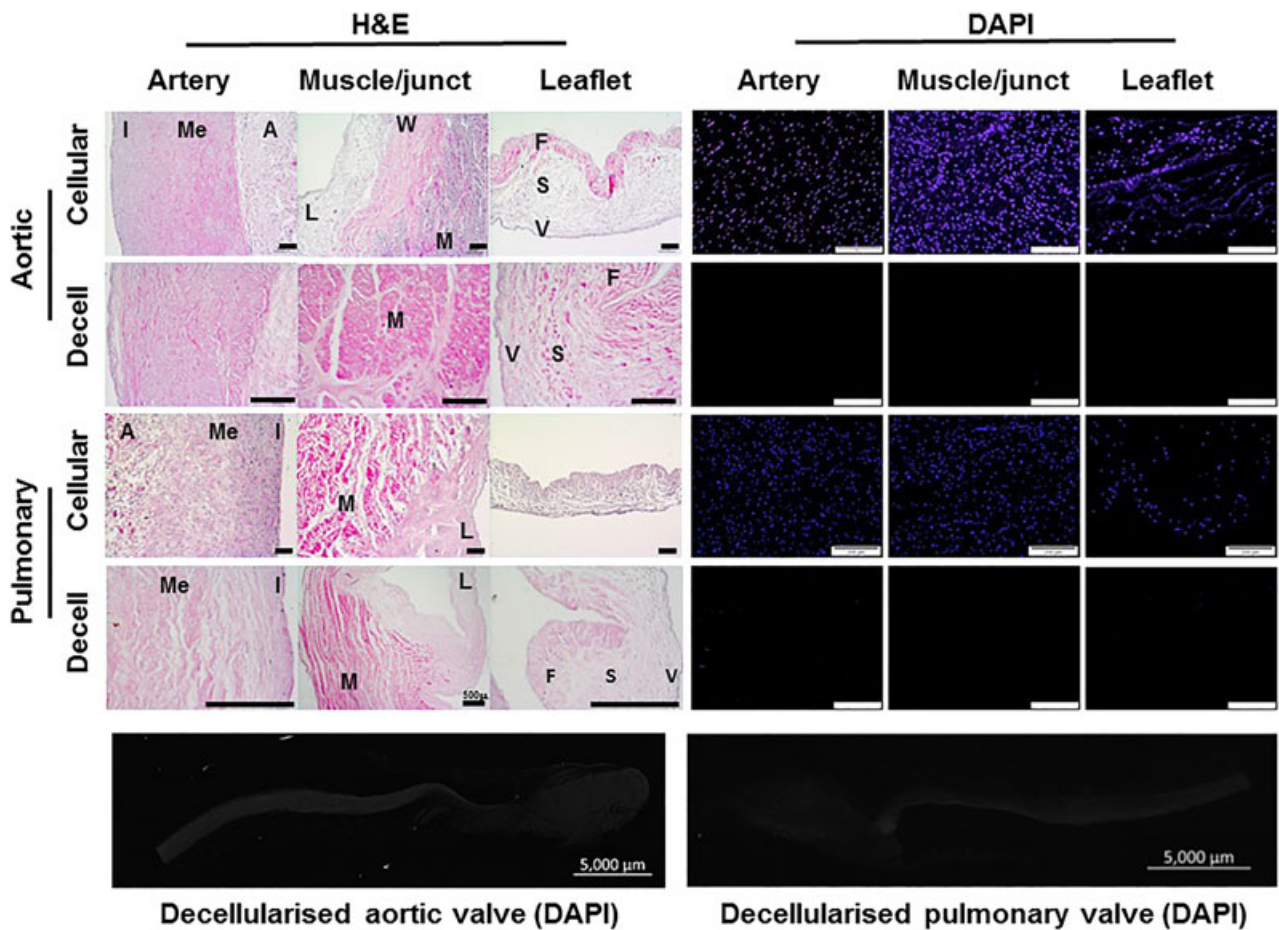 H&E DAPI
Artery Muscle/junct Leaflet Artery Muscle/junct Leaflet
Aortic
Cellular
I Me A W L M F S V
Decell
M F V S
Pulmonary
Cellular
A Me I M L
Decell
Me I L M F S V
500µ
5,000 µm 5,000 µm
Decellularised aortic valve (DAPI) Decellularised pulmonary valve (DAPI)